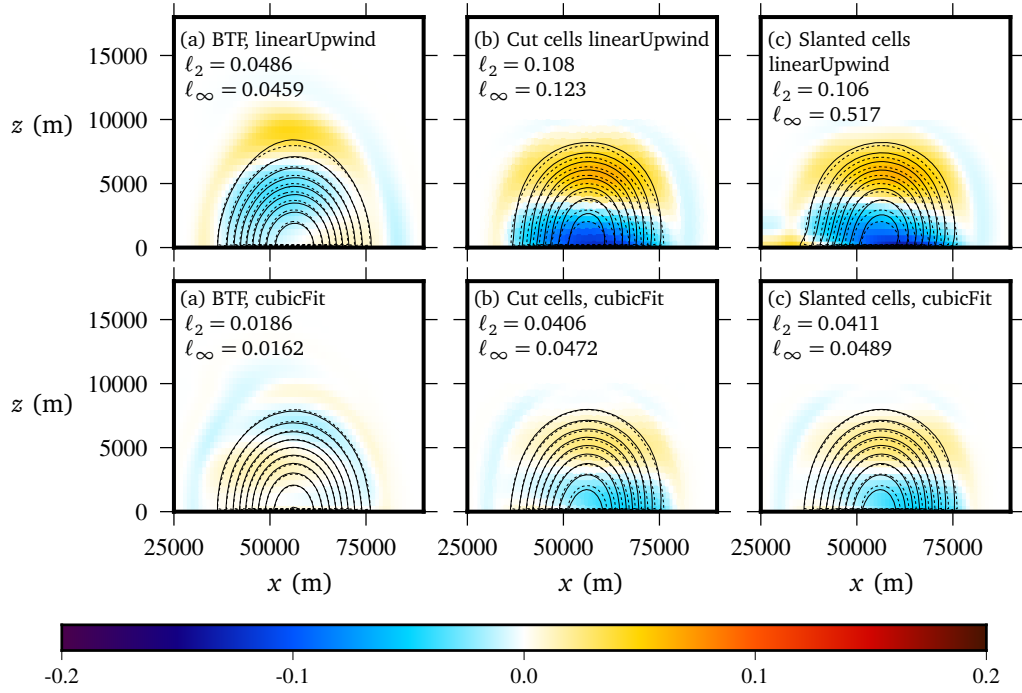 (a) BTF, linearUpwind
ℓ2 = 0.0486
ℓ∞ = 0.0459
(b) Cut cells linearUpwind
ℓ2 = 0.108
ℓ∞ = 0.123
(c) Slanted cells
linearUpwind
ℓ2 = 0.106
ℓ∞ = 0.517
15000
z (m) 10000
5000
0
(a) BTF, cubicFit
ℓ2 = 0.0186
ℓ∞ = 0.0162
(b) Cut cells, cubicFit
ℓ2 = 0.0406
ℓ∞ = 0.0472
(c) Slanted cells, cubicFit
ℓ2 = 0.0411
ℓ∞ = 0.0489
15000
10000
z (m)
5000
0
25000 50000 75000 25000 50000 75000 25000 50000 75000
x (m) x (m) x (m)
-0.2 -0.1 0.0 0.1 0.2